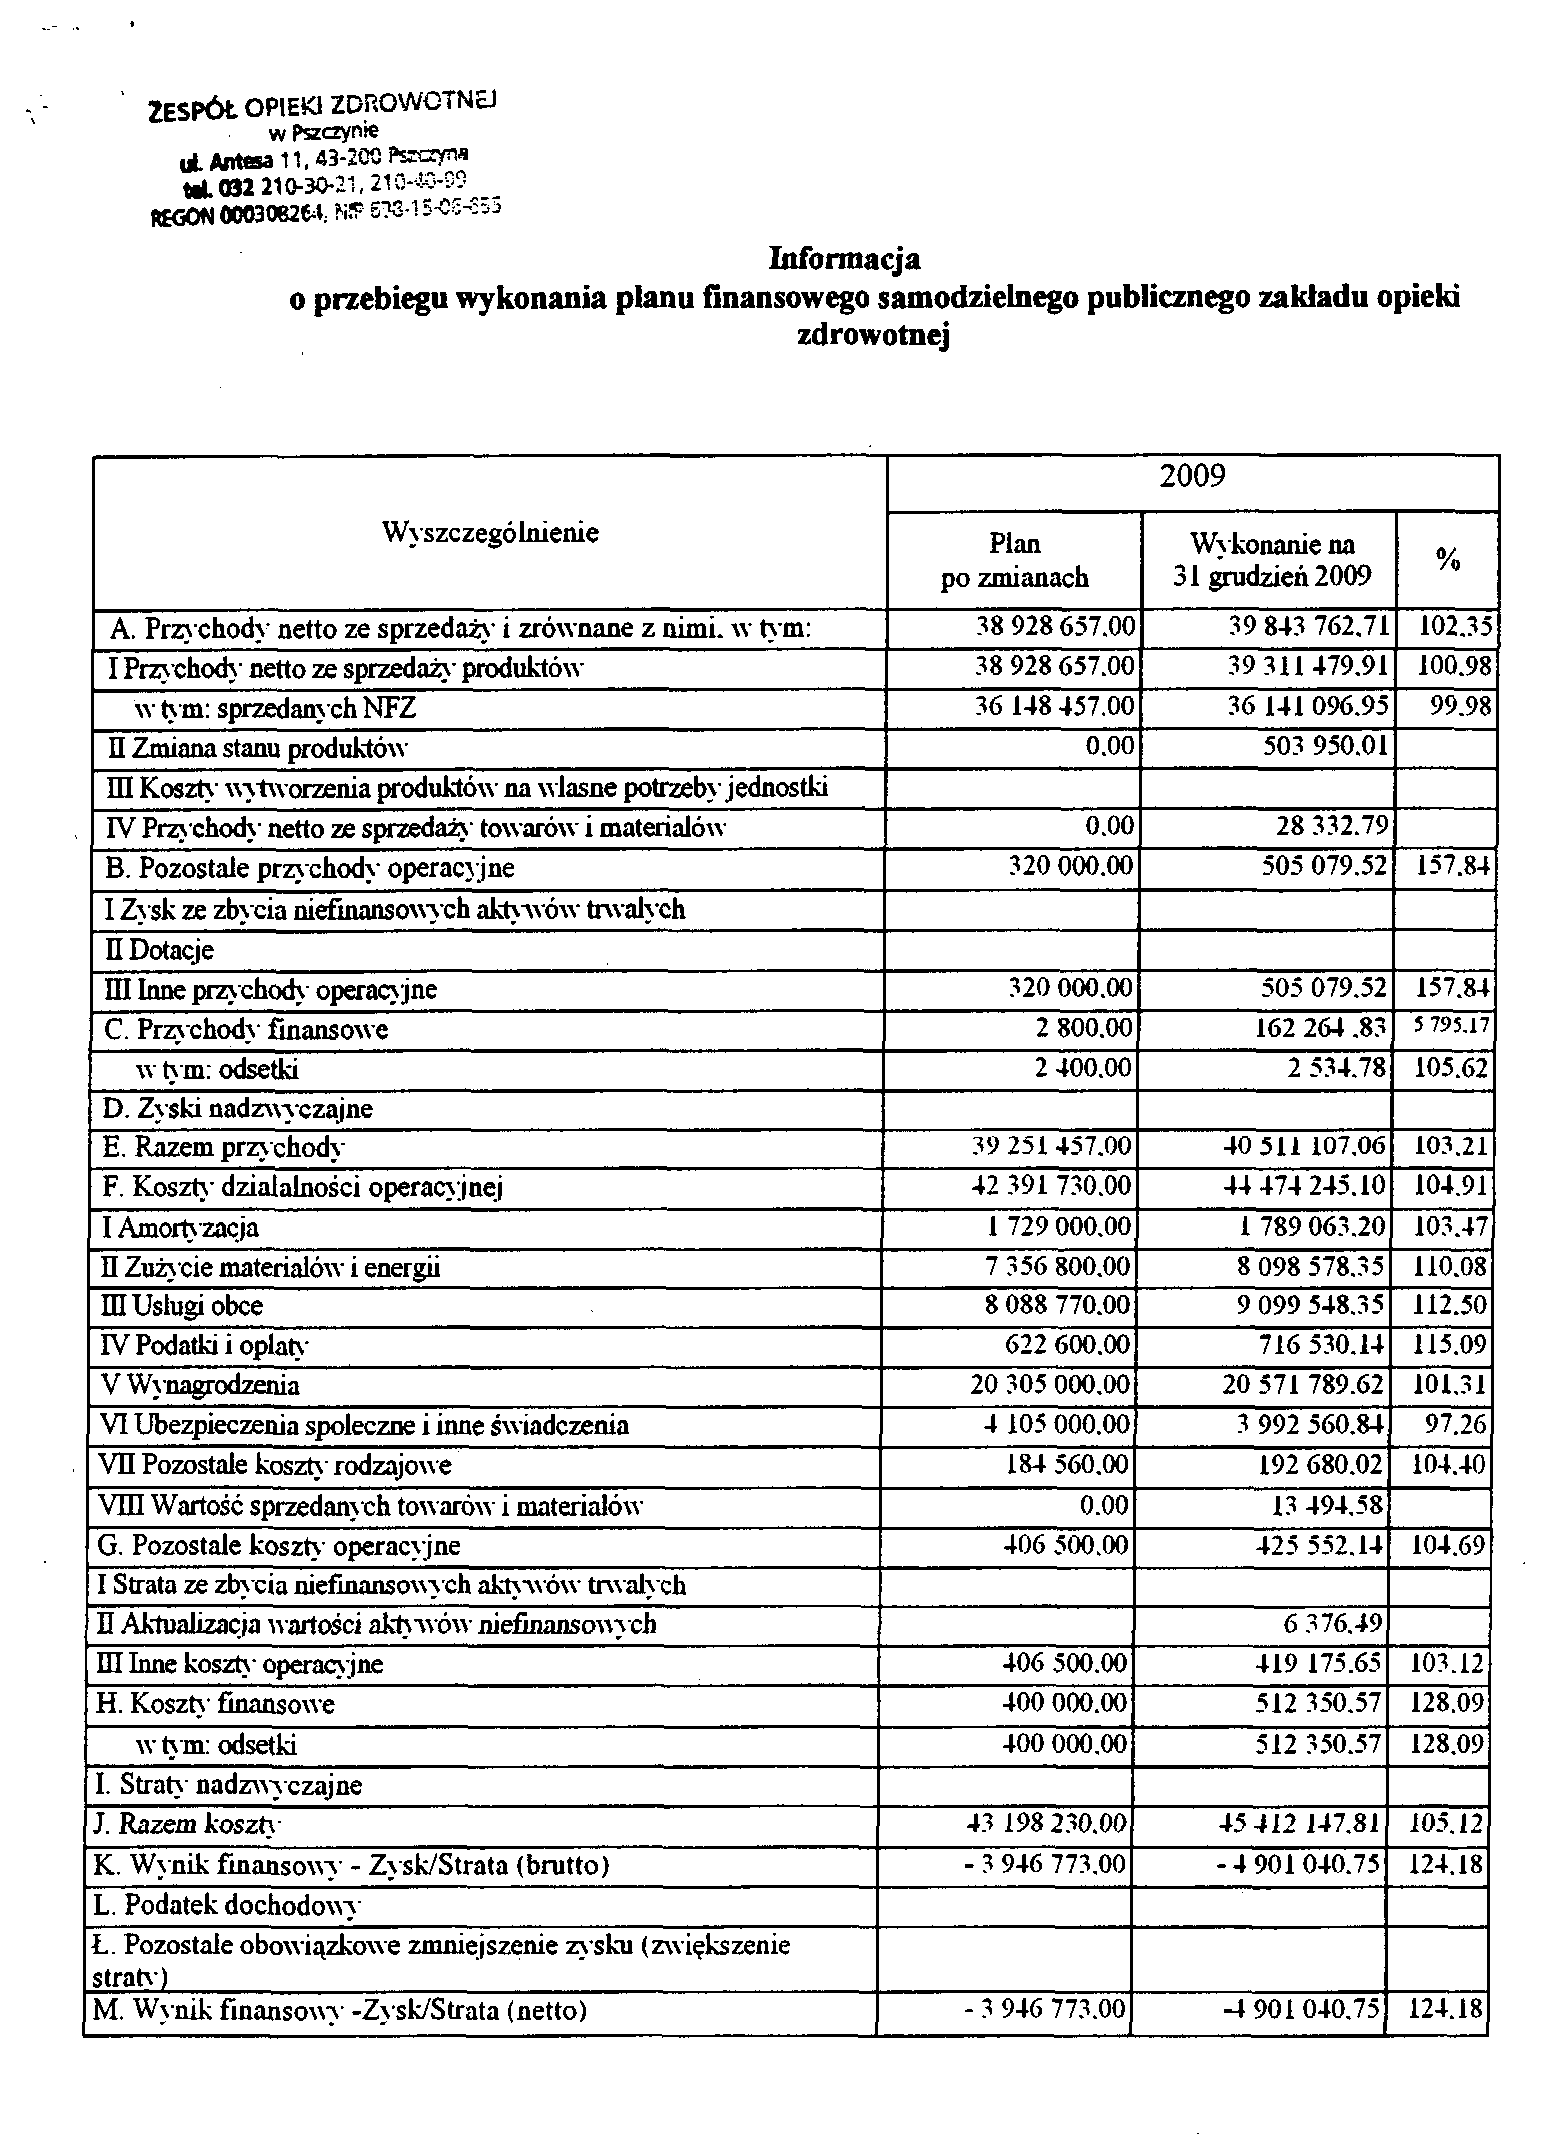 ZESPÓŁ OPIEKI ZDROWOTNEJ
w Pszczynie
ul. Antesa 11, 43-200 Pszczyna
tel. 032 210-30-21,
REGON 000308264, NIP
Informacja
o przebiegu wykonania planu finansowego samodzielnego publicznego zakładu opieki
zdrowotnej
Wyszczególnienie
2009
Plan
po zmianach
Wykonanie na
31 grudzień 2009
%
A. Przychody netto ze sprzedaży i zrównane z nimi, w tym: 38 928 657,00 39 843 762,71 102,35
I Przychody netto ze sprzedaży produktów 38 928 657,00 39 311 479,91 100,98
w tym: sprzedanych NFZ 36 148 457,00 36 141 096,95 99,98
II Zmiana stanu produktów 0,00 503 950,01
III Koszty wytworzenia produktów na własne potrzeby jednostki
IV Przychody netto ze sprzedaży towarów i materiałów 0,00 28 332,79
B. Pozostałe przychody operacyjne 320 000,00 505 079,52 157,84
I Zysk ze zbycia niefinansowych aktywów trwałych
II Dotacje
III Inne przychody operacyjne 320 000,00 505 079,52 157,84
C. Przychody finansowe 2 800,00 162 264 ,83 5 795,17
w tym: odsetki 2 400,00 2 534,78 105,62
D. Zyski nadzwyczajne
E. Razem przychody 39 251 457,00 40 511 107,06 103,21
F. Koszty działalności operacyjnej 42 391 730,00 44 474 245,10 104,91
I Amortyzacja 1 729 000,00 1 789 063,20 103,47
II Zużycie materiałów i energii 7 356 800,00 8 098 578,35 110,08
III Usługi obce 8 088 770,00 9 099 548,35 112,50
IV Podatki i opłaty 622 600,00 716 530,14 115,09
V Wynagrodzenia 20 305 000,00 20 571 789,62 101,31
VI Ubezpieczenia społeczne i inne świadczenia 4 105 000,00 3 992 560,84 97,26
VII Pozostałe koszty rodzajowe 184 560,00 192 680,02 104,40
VIII Wartość sprzedanych towarów i materiałów 0,00 13 494,58
G. Pozostałe koszty operacyjne 406 500,00 425 552,14 104,69
I Strata ze zbycia niefinansowych aktywów trwałych
II Aktualizacja wartości aktywów niefinansowych 6 376,49
III Inne koszty operacyjne 406 500,00 419 175,65 103,12
H. Koszty finansowe 400 000,00 512 350,57 128,09
w tym: odsetki 400 000,00 512 350,57 128,09
I. Straty nadzwyczajne
J. Razem koszty 43 198 230,00 45 412 147,81 105,12
K. Wynik finansowy - Zysk/Strata (brutto) - 3 946 773,00 - 4 901 040,75 124,18
L. Podatek dochodowy
Ł. Pozostałe obowiązkowe zmniejszenie zysku (zwiększenie
straty)
M. Wynik finansowy -Zysk/Strata (netto) - 3 946 773,00 -4 901 040,75 124,18